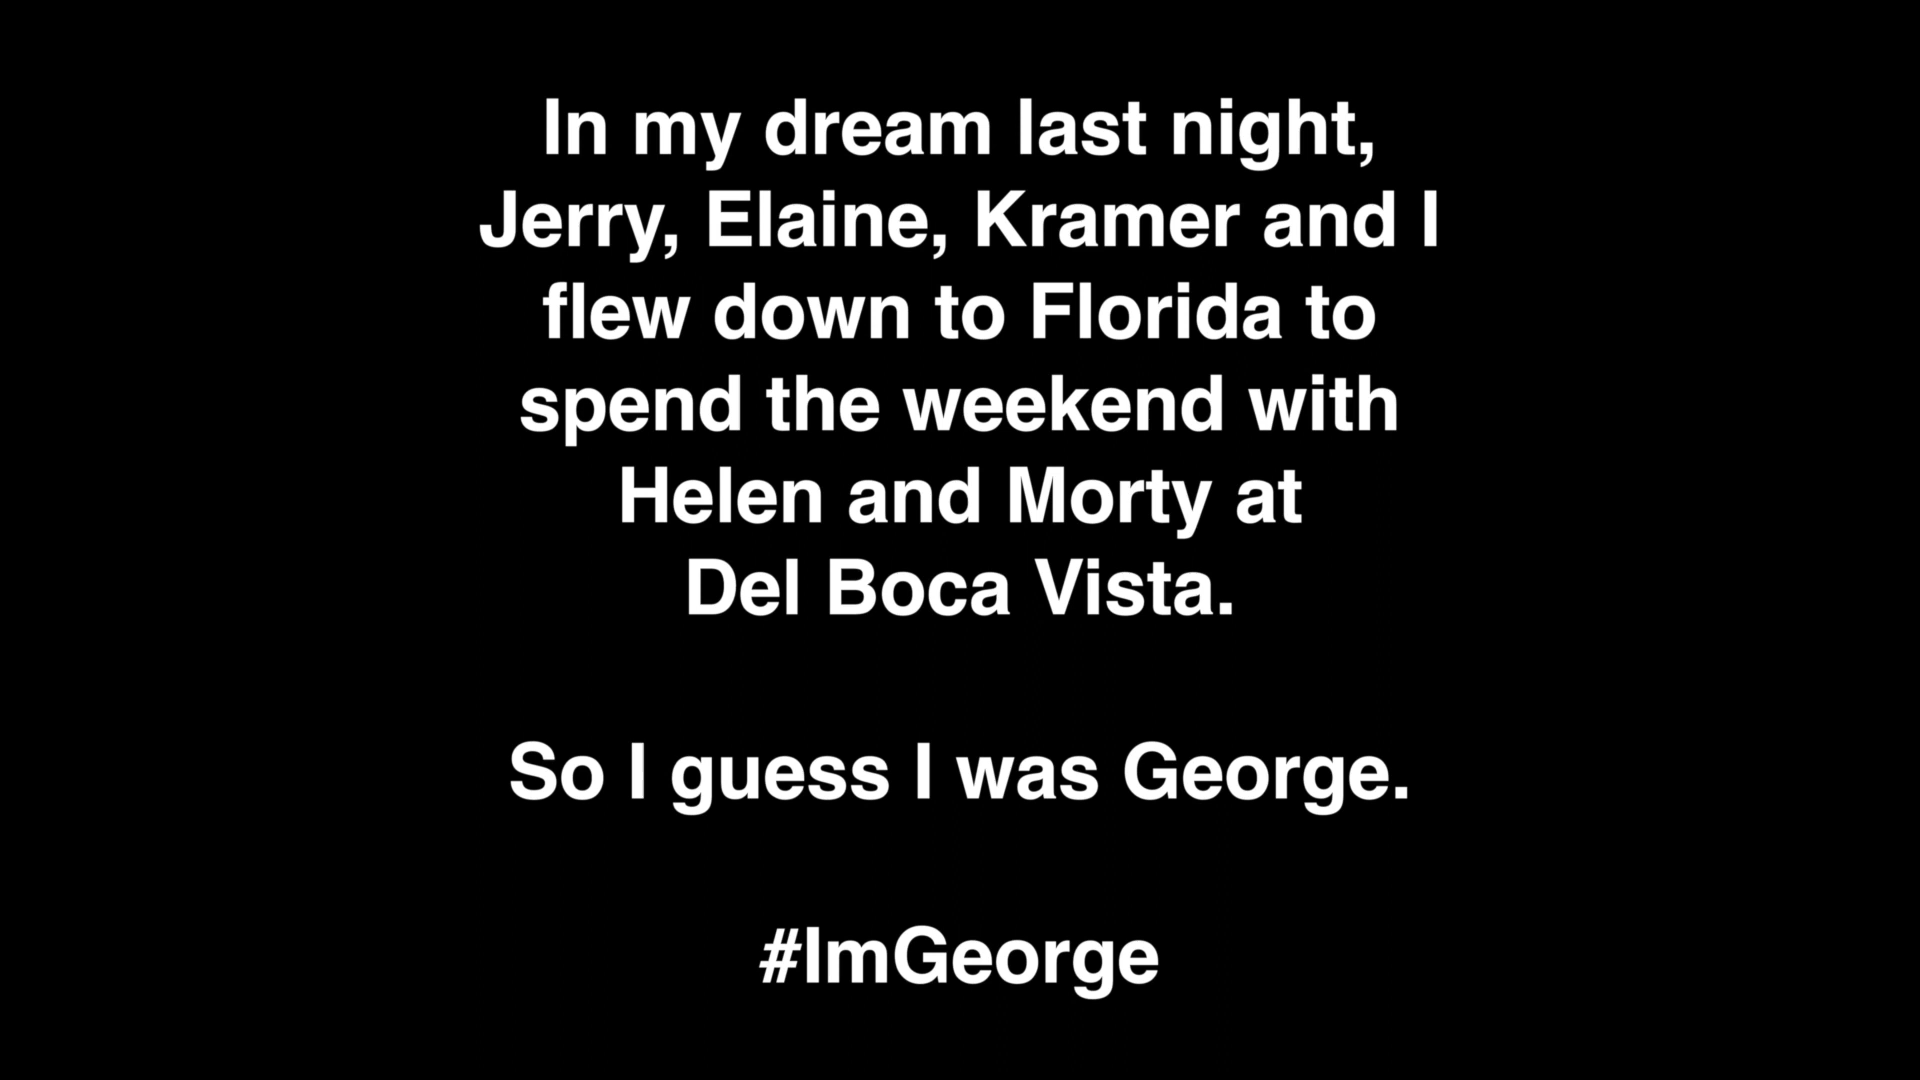 In my dream last night,
Jerry, Elaine, Kramer and I
flew down to Florida to
spend the weekend with
Helen and Morty at
Del Boca Vista.
So I guess I was George.
#ImGeorge